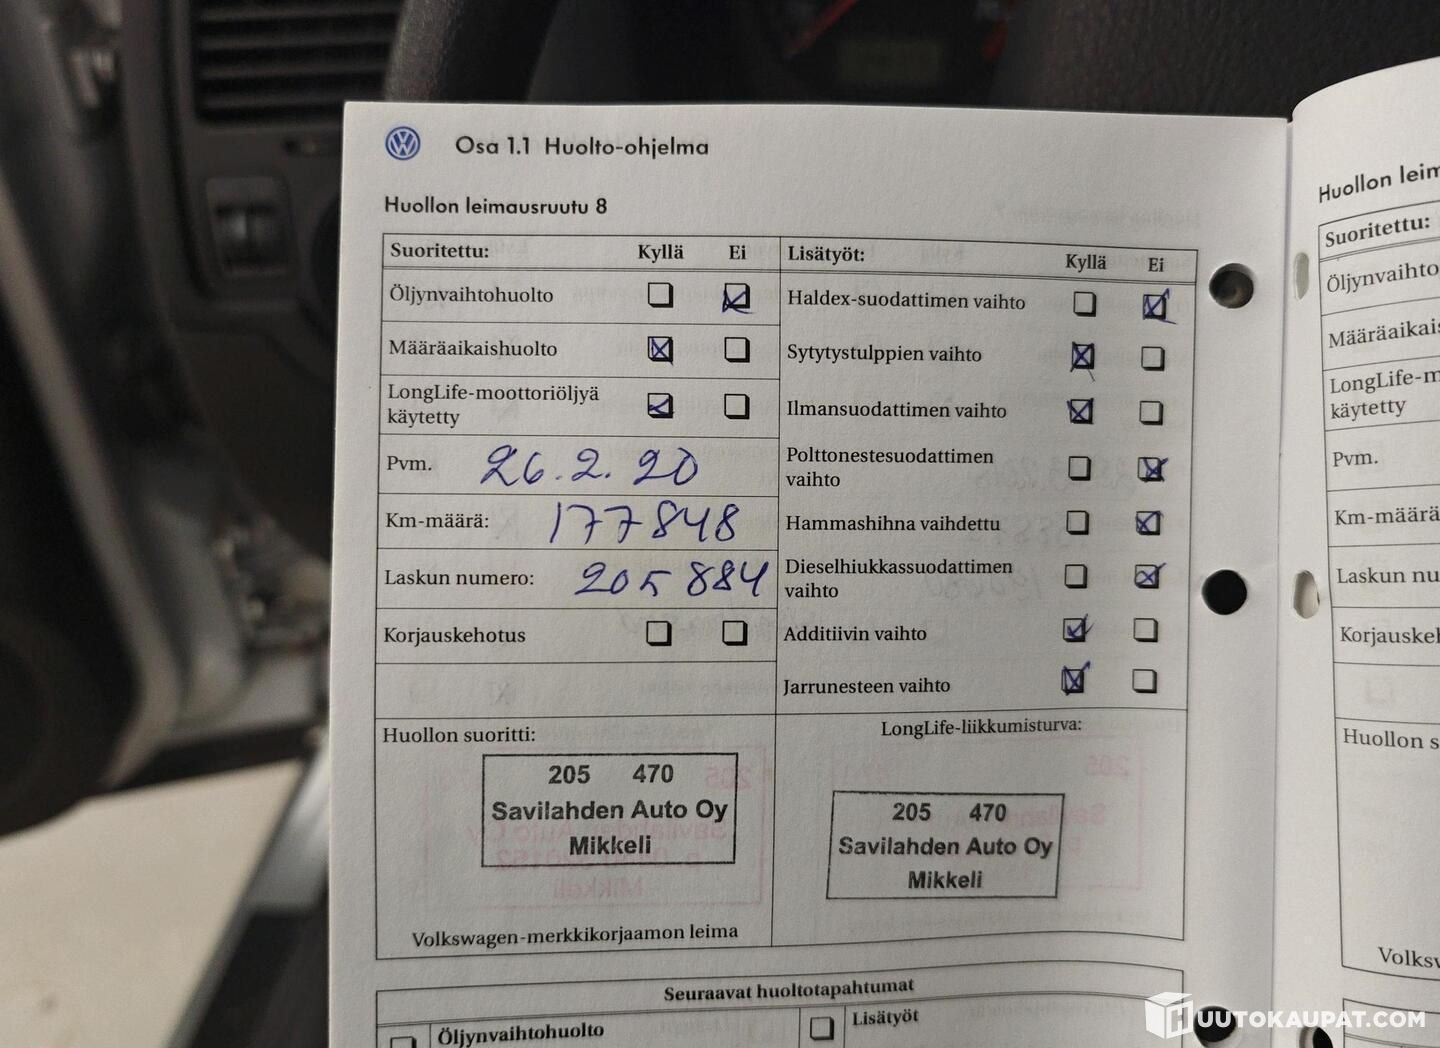 Osa 1.1 Huolto-ohjelma
Huollon leimausruutu 8
Suoritettu: Kyllä Ei
Öljynvaihtohuolto
Määräaikaishuolto
LongLife-moottoriöljyä
käytetty
Pvm. 26.2.20
Km-määrä: 177848
Laskun numero: 205884
Korjauskehotus
Huollon suoritti:
205 470
Savilahden Auto Oy
Mikkeli
Volkswagen-merkkikorjaamon leima
Lisätyöt: Kyllä Ei
Haldex-suodattimen vaihto
Sytytystulppien vaihto
Ilmansuodattimen vaihto
Polttonestesuodattimen
vaihto
Hammashihna vaihdettu
Dieselhiukkassuodattimen
vaihto
Additiivin vaihto
Jarrunesteen vaihto
LongLife-liikkumisturva:
205 470
Savilahden Auto Oy
Mikkeli
Seuraavat huoltotapahtumat
Öljynvaihtohuolto
Lisätyöt
Huollon leim
Suoritettu:
Öljynvaihto
Määräaikais
LongLife-m
käytetty
Pvm.
Km-määrä
Laskun nu
Korjauskeh
Huollon s
Volksv
HUUTOKAUPAT.COM